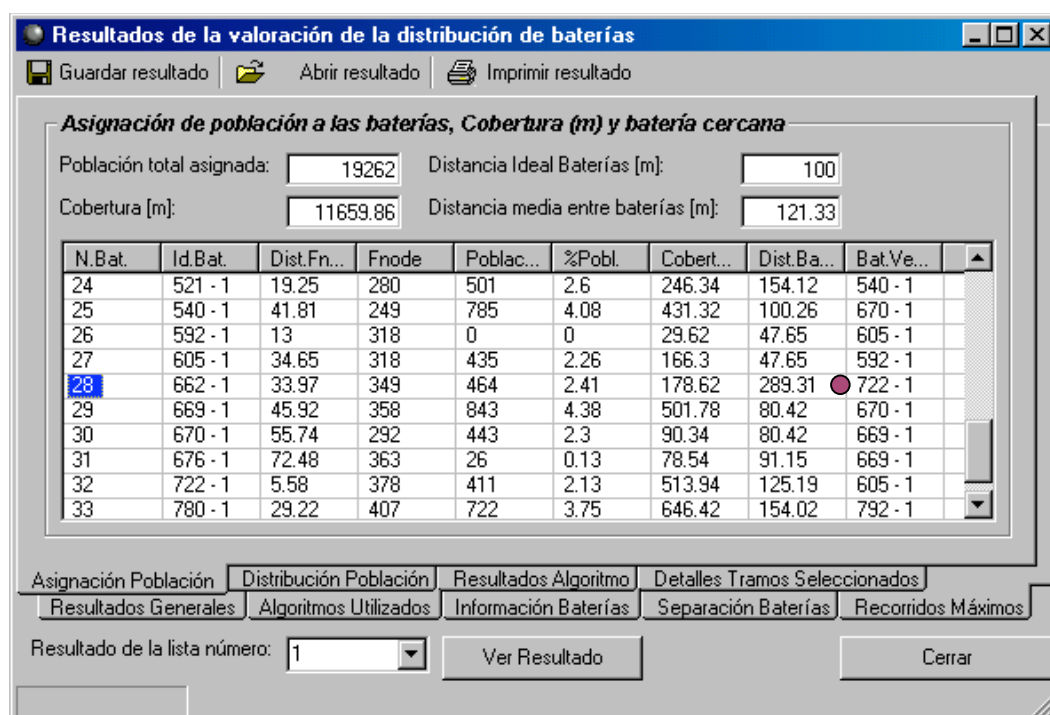 Resultados de la valoración de la distribución de baterías
Guardar resultado Abrir resultado Imprimir resultado
Asignación de población a las baterías, Cobertura (m) y batería cercana
Población total asignada: 19262 Distancia Ideal Baterías [m]: 100
Cobertura [m]: 11659.86 Distancia media entre baterías [m]: 121.33
N.Bat. Id.Bat. Dist.Fn... Fnode Poblac... %Pobl. Cobert... Dist.Ba... Bat.Ve...
24 521 - 1 19.25 280 501 2.6 246.34 154.12 540 - 1
25 540 - 1 41.81 249 785 4.08 431.32 100.26 670 - 1
26 592 - 1 13 318 0 0 29.62 47.65 605 - 1
27 605 - 1 34.65 318 435 2.26 166.3 47.65 592 - 1
28 662 - 1 33.97 349 464 2.41 178.62 289.31 722 - 1
29 669 - 1 45.92 358 843 4.38 501.78 80.42 670 - 1
30 670 - 1 55.74 292 443 2.3 90.34 80.42 669 - 1
31 676 - 1 72.48 363 26 0.13 78.54 91.15 669 - 1
32 722 - 1 5.58 378 411 2.13 513.94 125.19 605 - 1
33 780 - 1 29.22 407 722 3.75 646.42 154.02 792 - 1
Asignación Población Distribución Población Resultados Algoritmo Detalles Tramos Seleccionados
Resultados Generales Algoritmos Utilizados Información Baterías Separación Baterías Recorridos Máximos
Resultado de la lista número: 1 Ver Resultado Cerrar